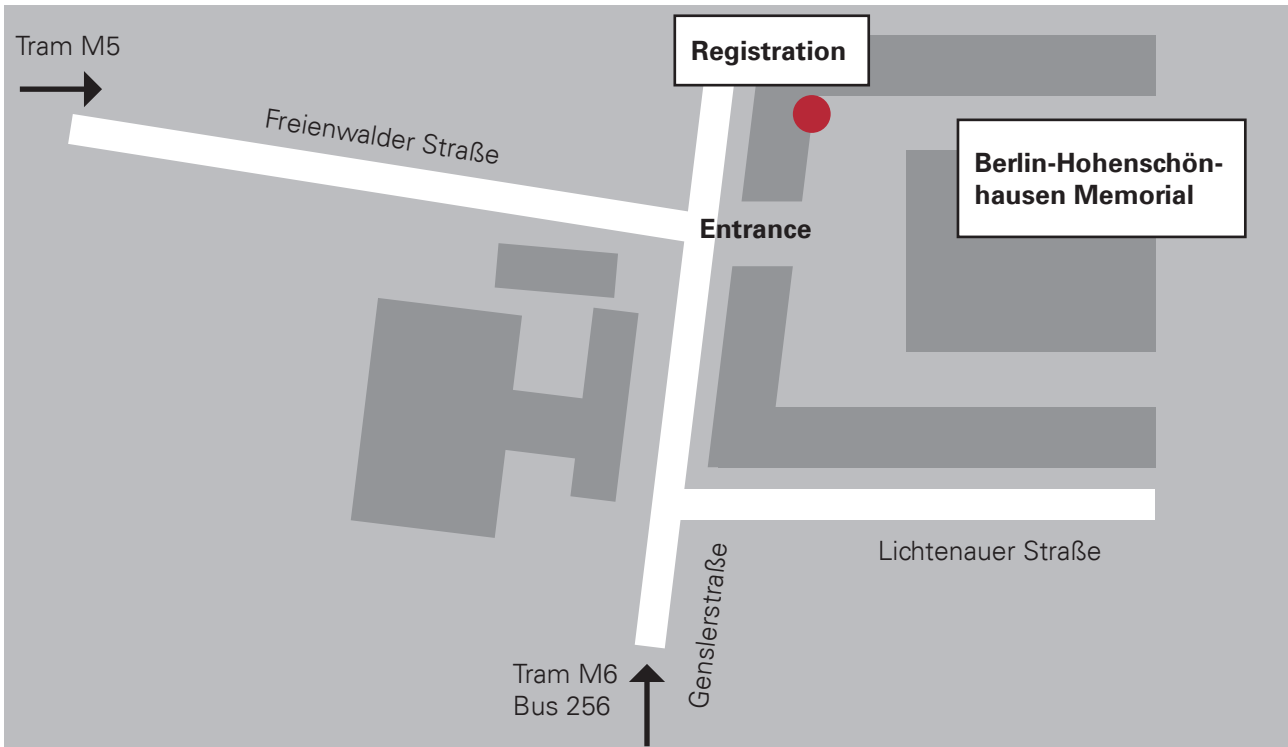 Tram M5
Registration
Freienwalder Straße
Berlin-Hohenschön-
hausen Memorial
Entrance
Lichtenauer Straße
Genslerstraße
Tram M6
Bus 256